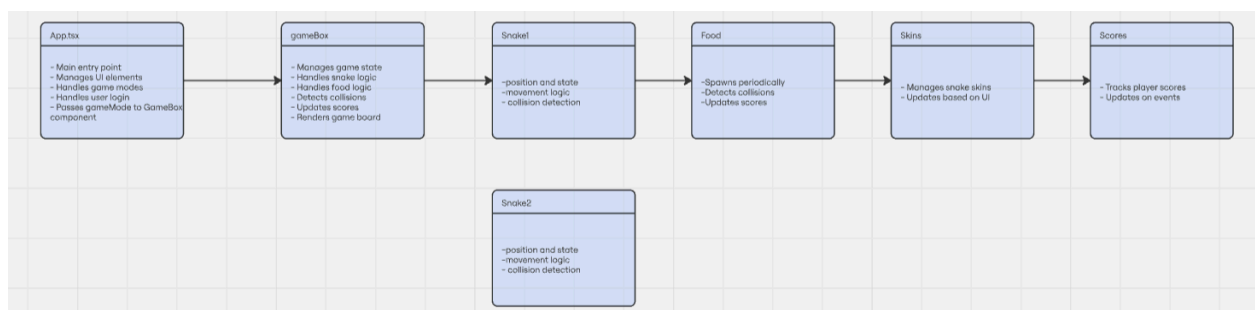 App.tsx
- Main entry point
- Manages UI elements
- Handles game modes
- Handles user login
- Passes gameMode to GameBox
component
gameBox
- Manages game state
- Handles snake logic
- Handles food logic
- Detects collisions
- Updates scores
- Renders game board
Snake1
-position and state
-movement logic
- collision detection
Food
-Spawns periodically
-Detects collisions
-Updates scores
Skins
- Manages snake skins
- Updates based on UI
Scores
- Tracks player scores
- Updates on events
Snake2
-position and state
-movement logic
- collision detection